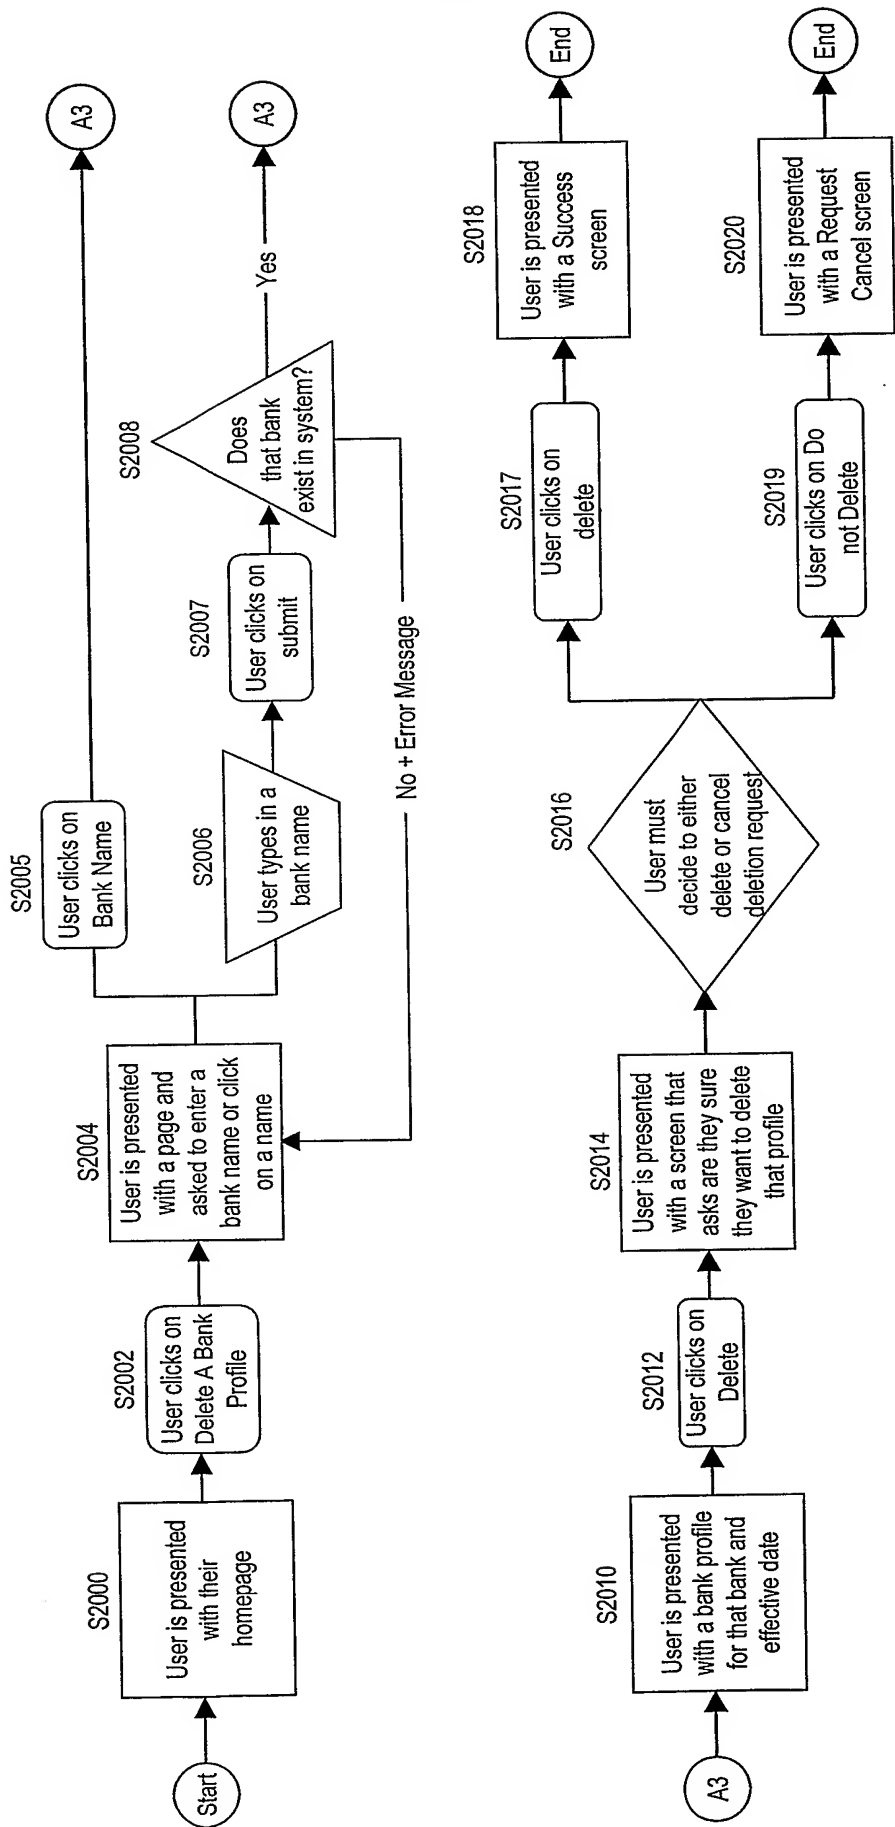 Start
S2000
User is presented
with their
homepage
S2002
User clicks on
Delete A Bank
Profile
S2004
User is presented
with a page and
asked to enter a
bank name or click
on a name
S2005
User clicks on
Bank Name
A3
S2006
User types in a
bank name
S2007
User clicks on
submit
S2008
Does
that bank
exist in system?
Yes
A3
No + Error Message
A3
S2010
User is presented
with a bank profile
for that bank and
effective date
S2012
User clicks on
Delete
S2014
User is presented
with a screen that
asks are they sure
they want to delete
that profile
S2016
User must
decide to either
delete or cancel
deletion request
S2017
User clicks on
delete
S2018
User is presented
with a Success
screen
End
S2019
User clicks on Do
not Delete
S2020
User is presented
with a Request
Cancel screen
End